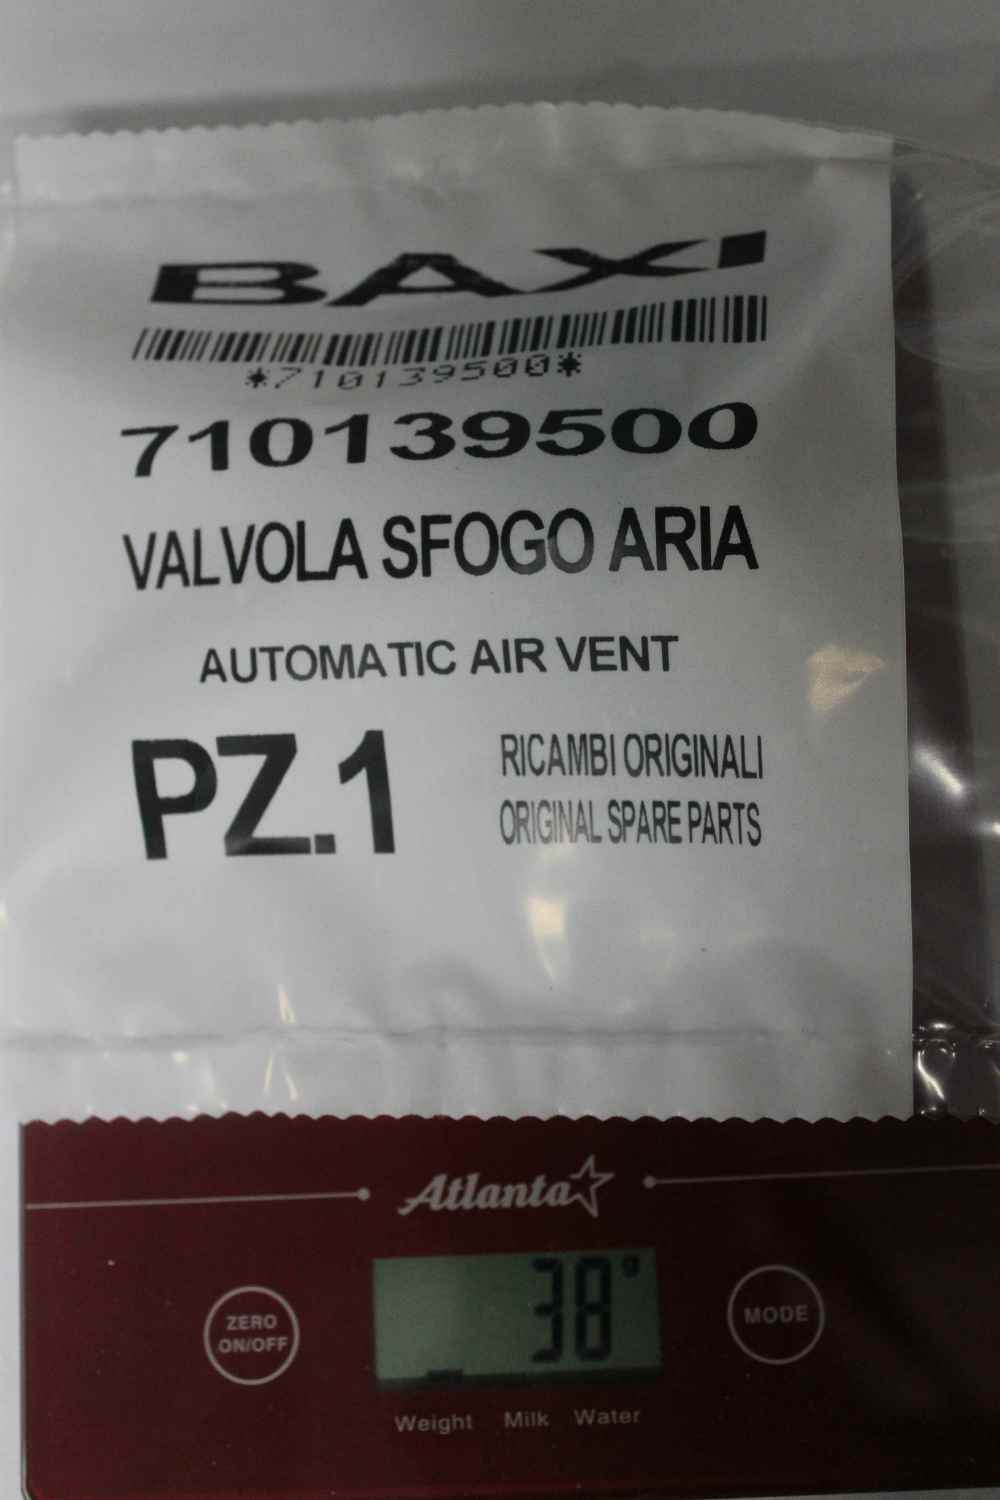 BAXI
*710139500*
710139500
VALVOLA SFOGO ARIA
AUTOMATIC AIR VENT
PZ.1
RICAMBI ORIGINALI
ORIGINAL SPARE PARTS
Atlanta
ZERO
ON/OFF
38 g
MODE
Weight Milk Water